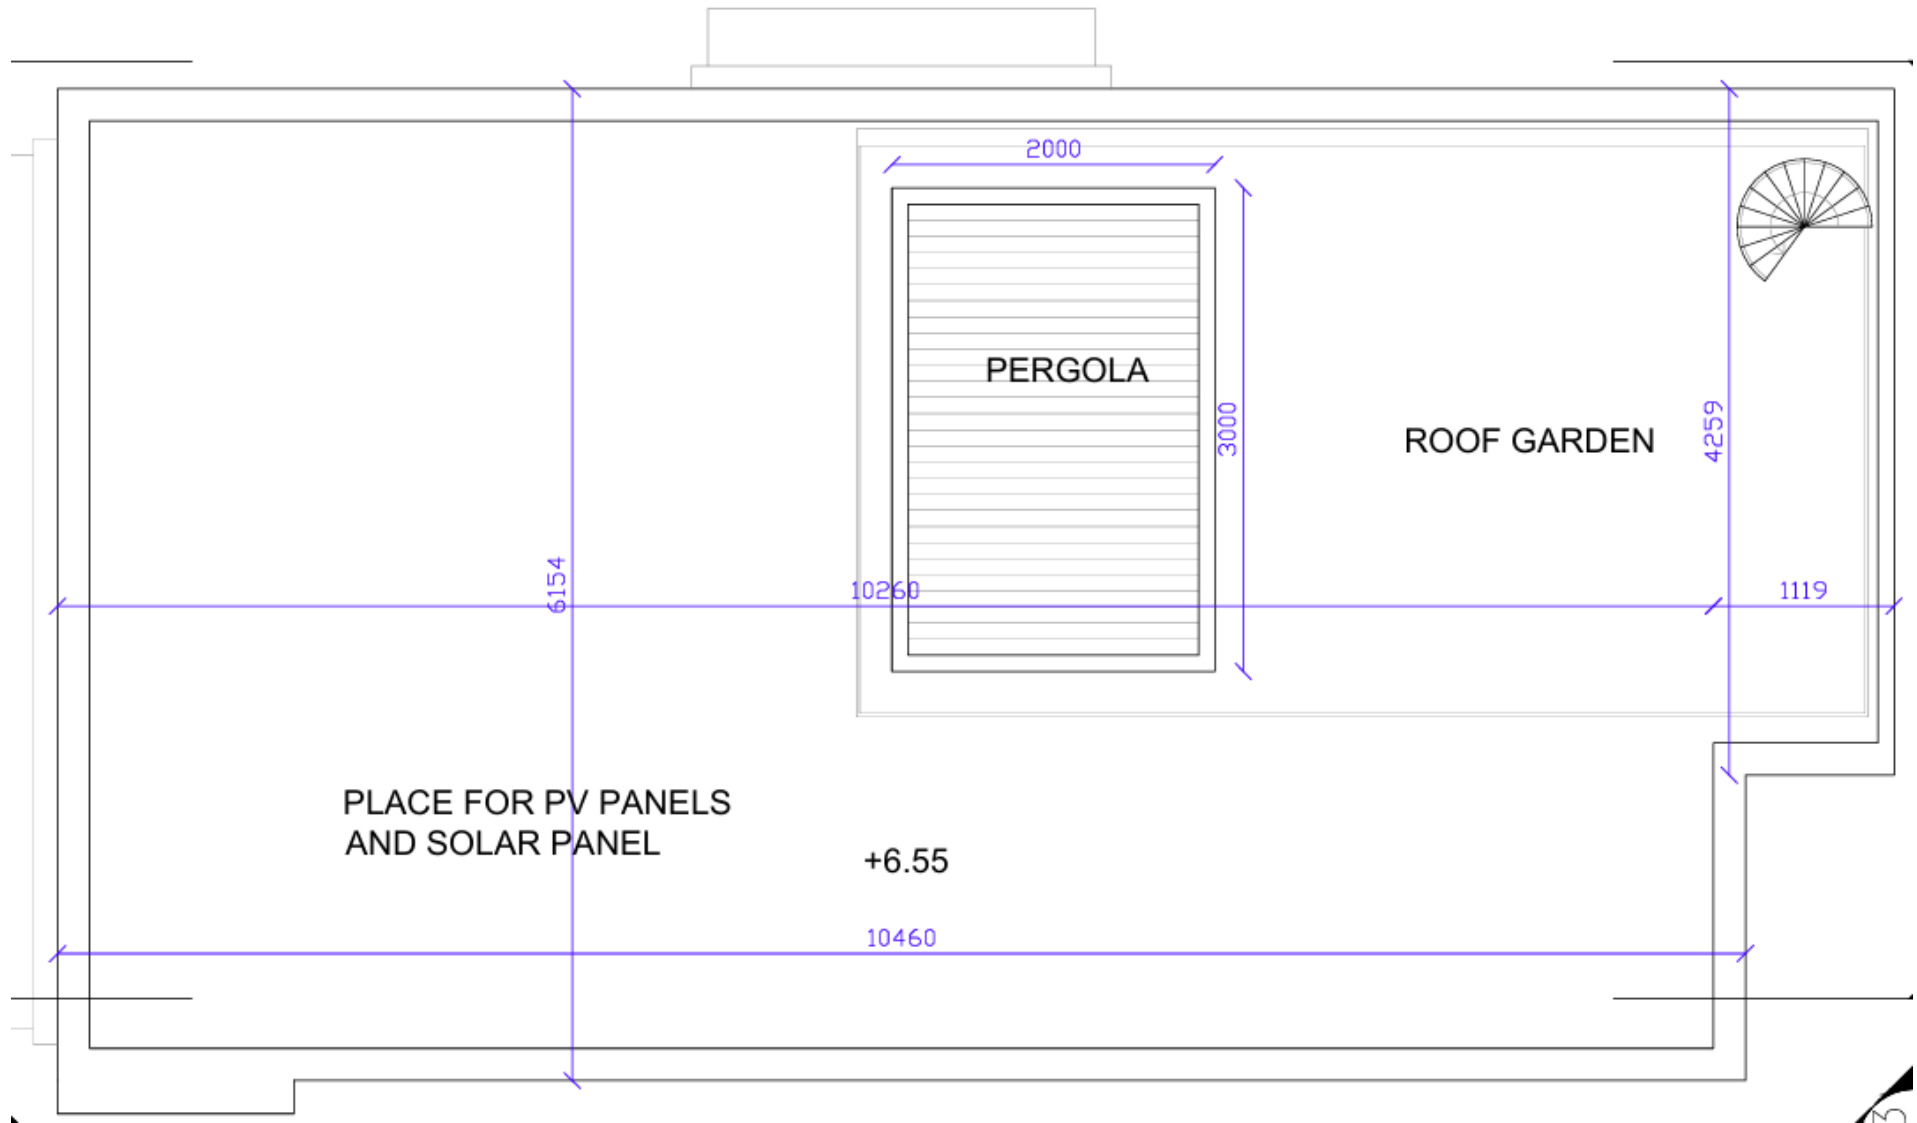 2000
PERGOLA
3000
ROOF GARDEN
4259
6154
10260
1119
PLACE FOR PV PANELS
AND SOLAR PANEL
+6.55
10460
3